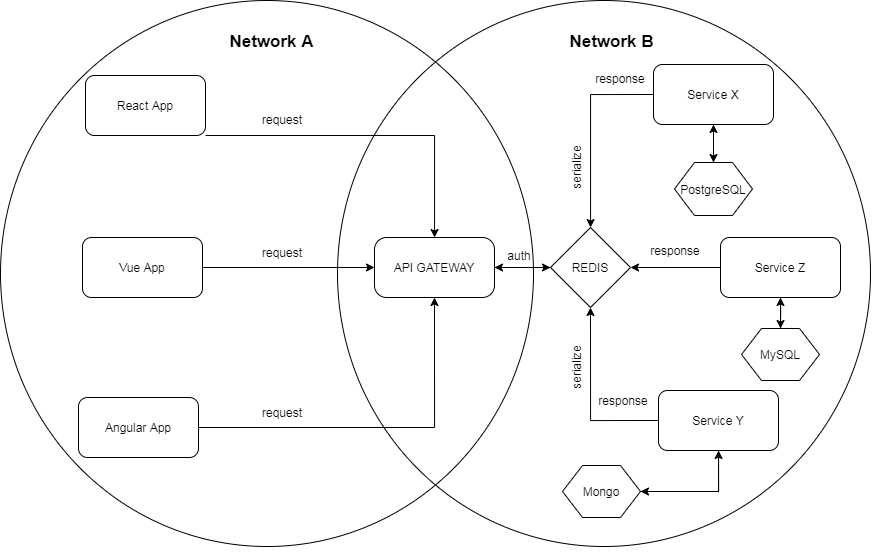 Network A
Network B
React App
request
response
Service X
serialize
PostgreSQL
Vue App
request
API GATEWAY
auth
REDIS
response
Service Z
MySQL
serialize
Angular App
request
response
Service Y
Mongo